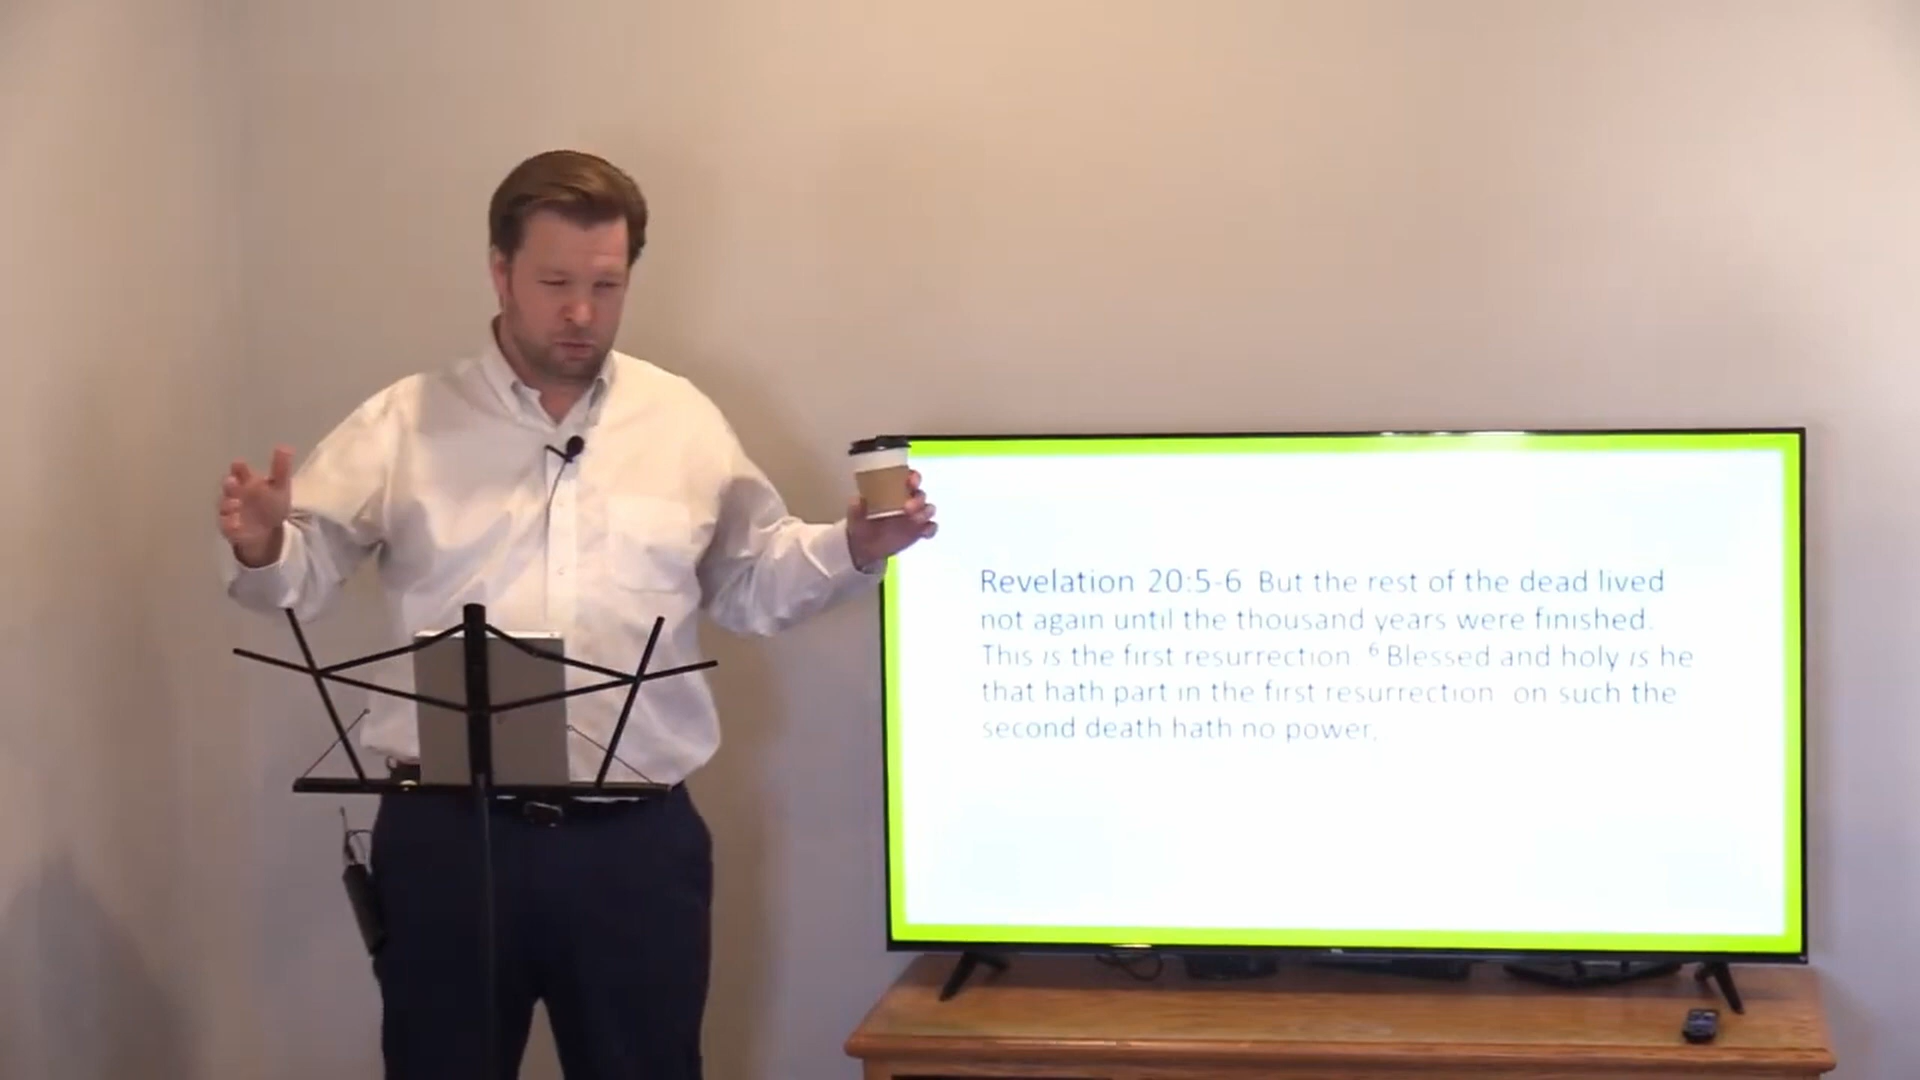 Revelation 20:5-6 But the rest of the dead lived
not again until the thousand years were finished.
This is the first resurrection 6 Blessed and holy is he
that hath part in the first resurrection on such the
second death hath no power,